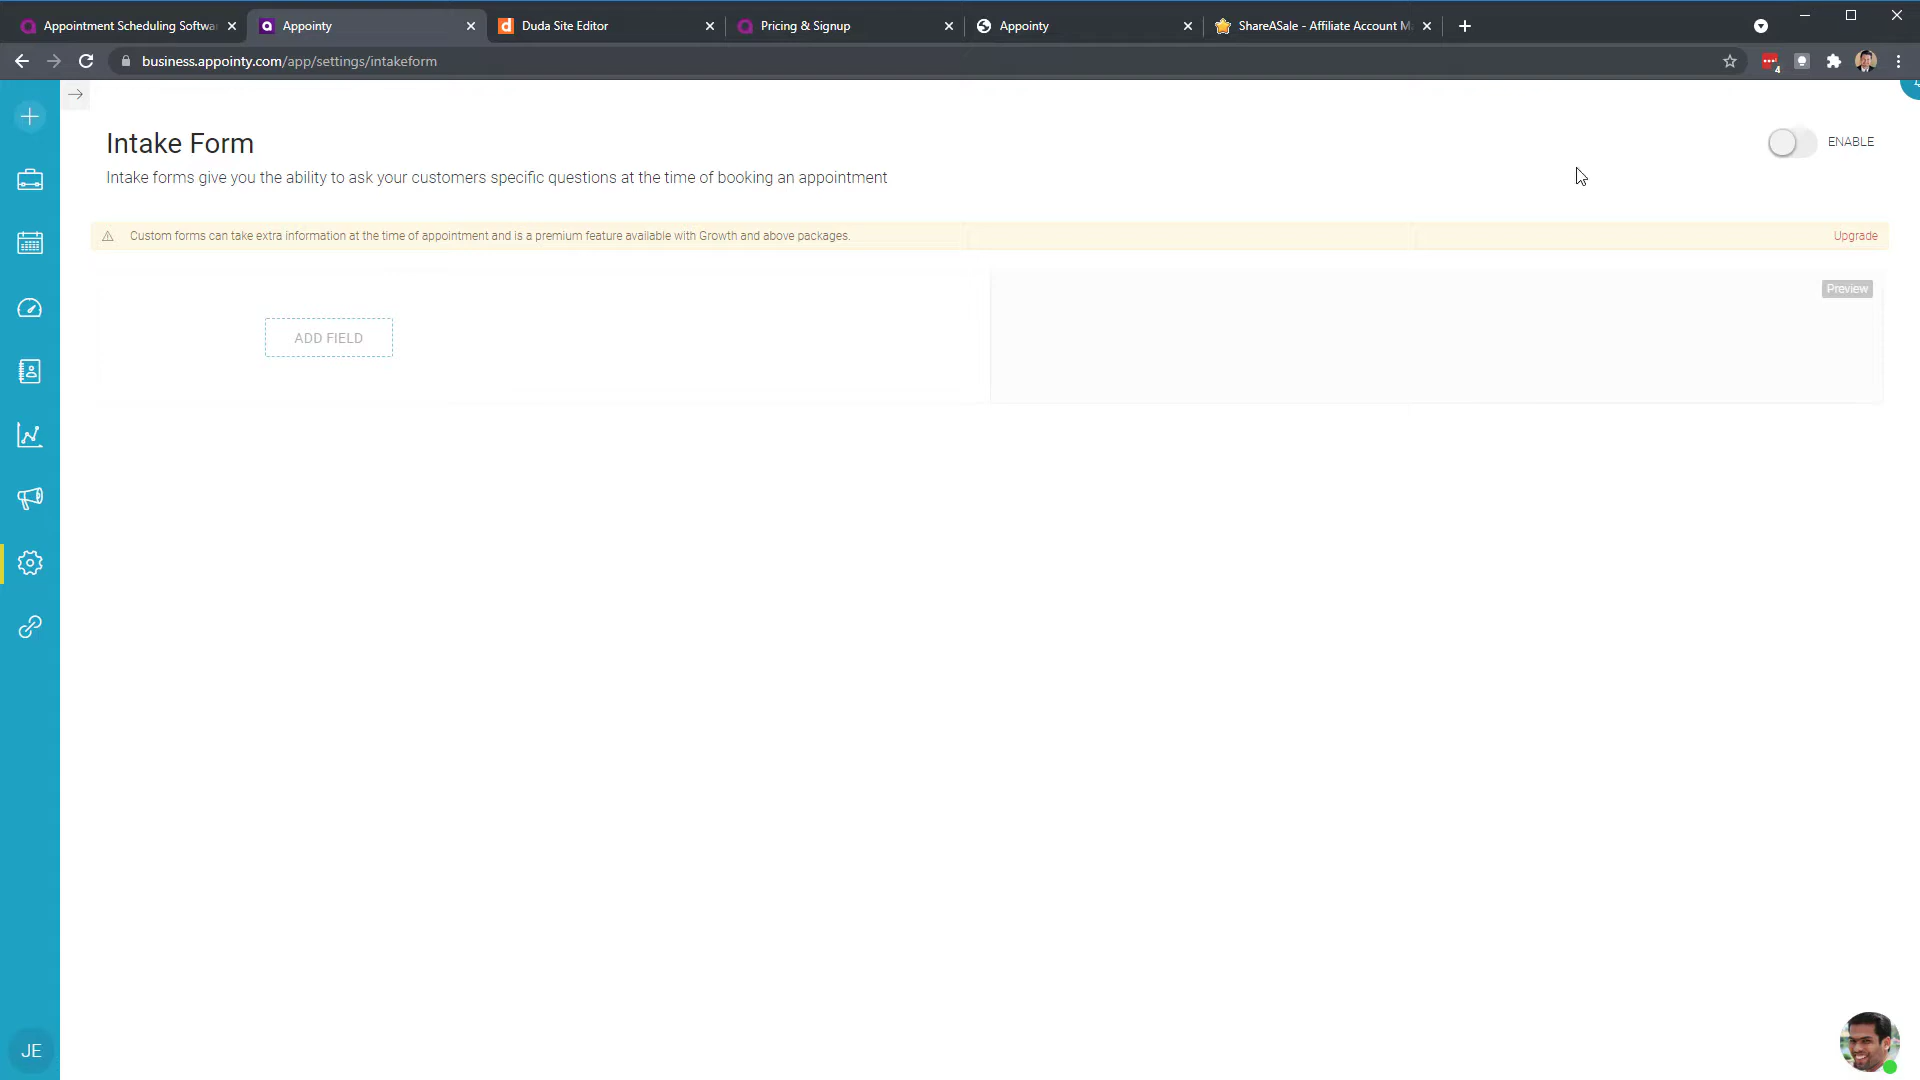 Appointment Scheduling Softwa
Appointy
Duda Site Editor
Pricing & Signup
Appointy
ShareASale - Affiliate Account M
business.appointy.com/app/settings/intakeform
4
Intake Form
ENABLE
Intake forms give you the ability to ask your customers specific questions at the time of booking an appointment
Custom forms can take extra information at the time of appointment and is a premium feature available with Growth and above packages.
Upgrade
Preview
ADD FIELD
JE